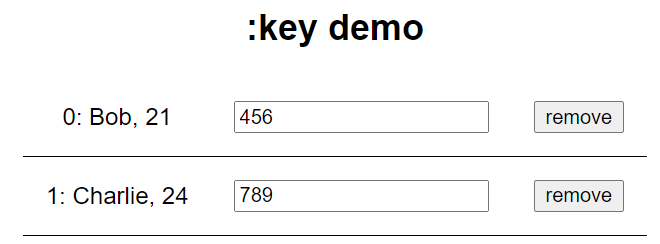 :key demo
0: Bob, 21 456 remove
1: Charlie, 24 789 remove